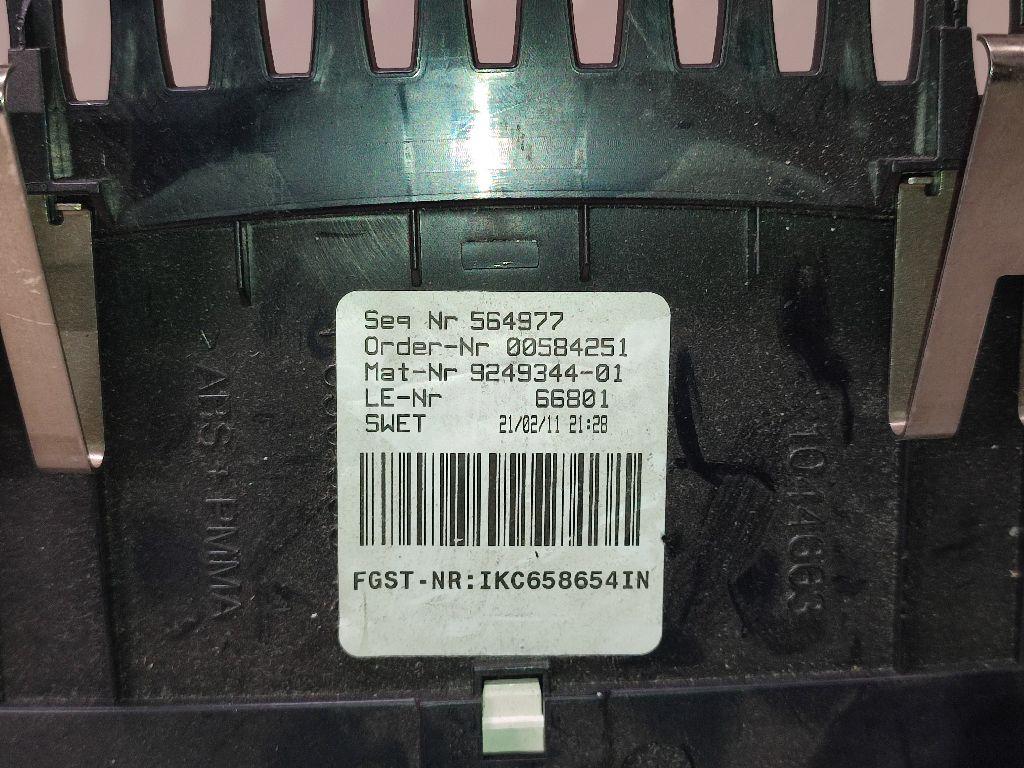 Seq Nr 564977
Order-Nr 00584251
Mat-Nr 9249344-01
LE-Nr 66801
SWET 21/02/11 21:28
FGST-NR:IKC658654IN
>ABS+PMMA